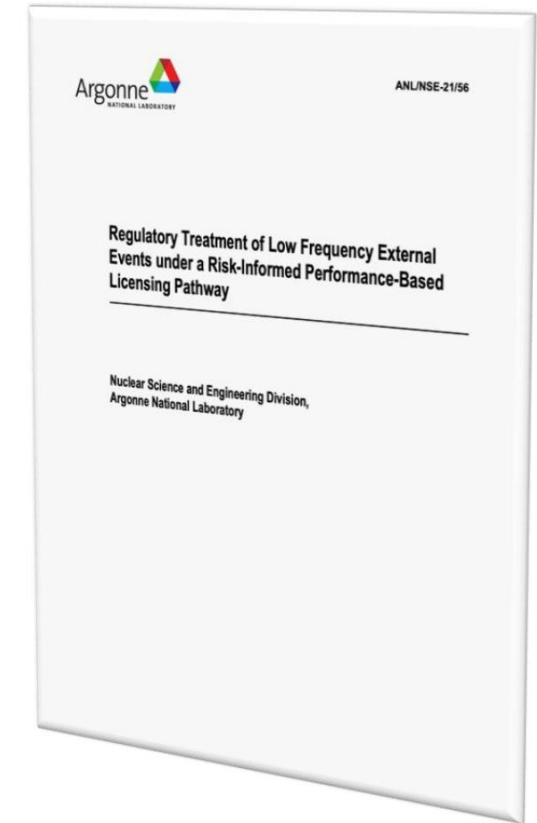 Argonne
NATIONAL LABORATORY
ANL/NSE-21/56
Regulatory Treatment of Low Frequency External
Events under a Risk-Informed Performance-Based
Licensing Pathway
Nuclear Science and Engineering Division,
Argonne National Laboratory